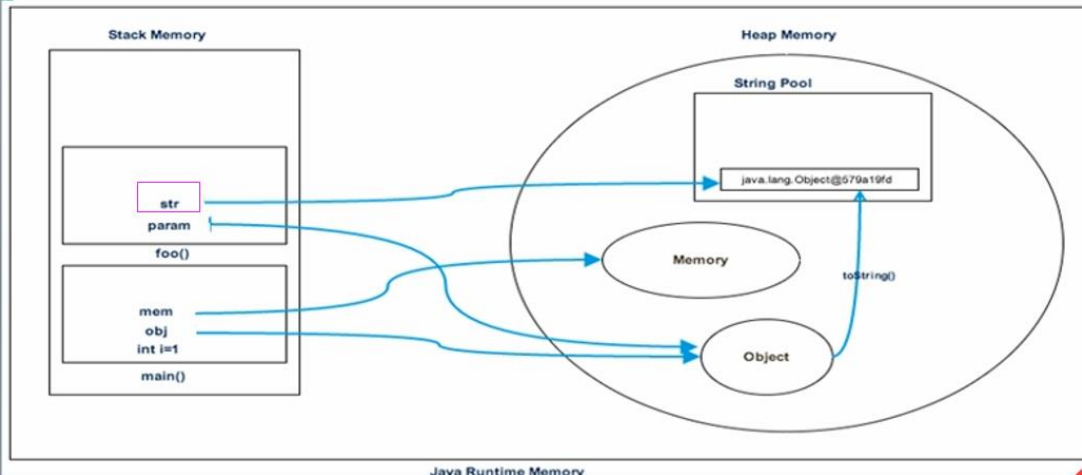 Stack Memory
Heap Memory
String Pool
java.lang.Object@579a19fd
str
param
foo()
Memory
toString()
mem
obj
int i=1
main()
Object
Java Runtime Memory